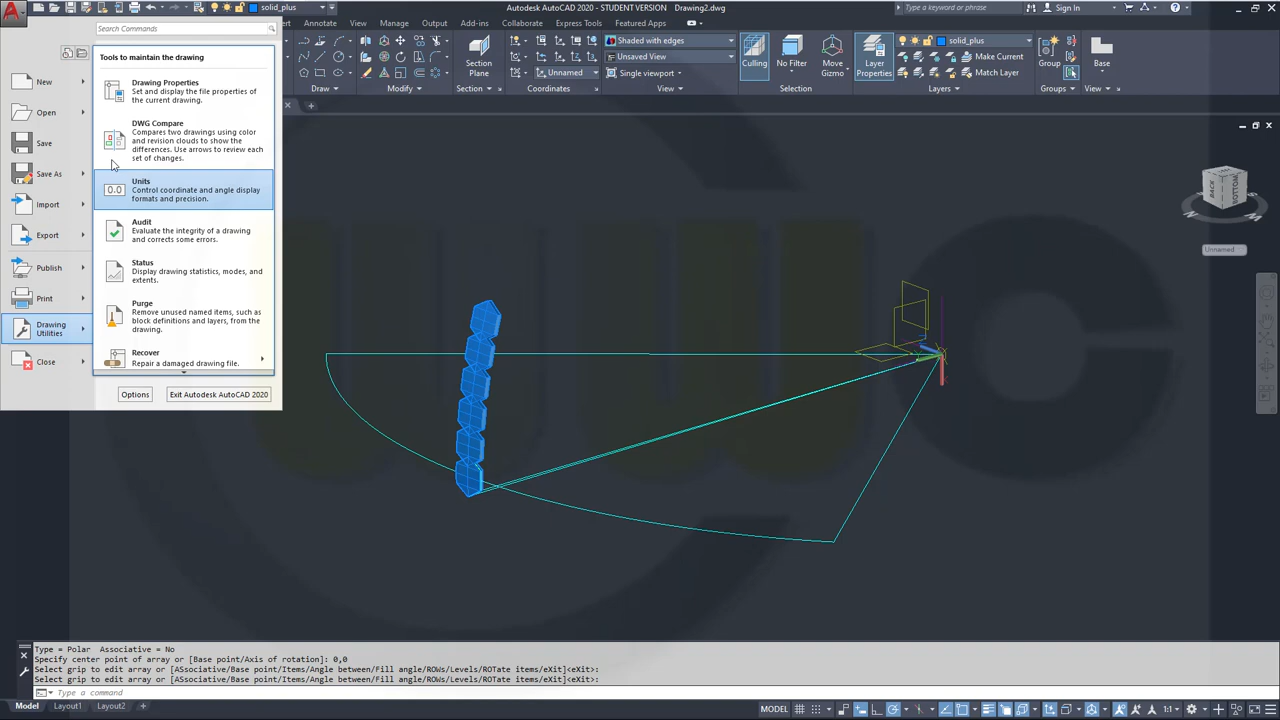 solid_plus
Autodesk AutoCAD 2020 - STUDENT VERSION Drawing2.dwg
Type a keyword or phrase
Sign In
Annotate View Manage Output Add-ins Collaborate Express Tools Featured Apps
Search Commands
Tools to maintain the drawing
New
Open
Save
Save As
Import
Export
Publish
Print
Drawing
Utilities
Close
Drawing Properties
Set and display the file properties of
the current drawing.
DWG Compare
Compares two drawings using color
and revision clouds to show the
differences. Use arrows to review each
set of changes.
Units
Control coordinate and angle display
formats and precision.
0.0
Audit
Evaluate the integrity of a drawing
and corrects some errors.
Status
Display drawing statistics, modes, and
extents.
Purge
Remove unused named items, such as
block definitions and layers, from the
drawing.
Recover
Repair a damaged drawing file.
Options
Exit Autodesk AutoCAD 2020
Draw
Modify
Section
Plane
Section
Unnamed
Coordinates
Shaded with edges
Unsaved View
Single viewport
View
Culling
No Filter
Move
Gizmo
Selection
Layer
Properties
solid_plus
Make Current
Match Layer
Layers
Group
Groups
Base
View
BACK
BOTTOM
Unnamed
Type = Polar Associative = No
Specify center point of array or [Base point/Axis of rotation]: 0,0
Select grip to edit array or [ASsociative/Base point/Items/Angle between/Fill angle/ROWs/Levels/ROTate items/eXit]<eXit>:
Select grip to edit array or [ASsociative/Base point/Items/Angle between/Fill angle/ROWs/Levels/ROTate items/eXit]<eXit>:
Type a command
Model Layout1 Layout2 +
MODEL
1:1